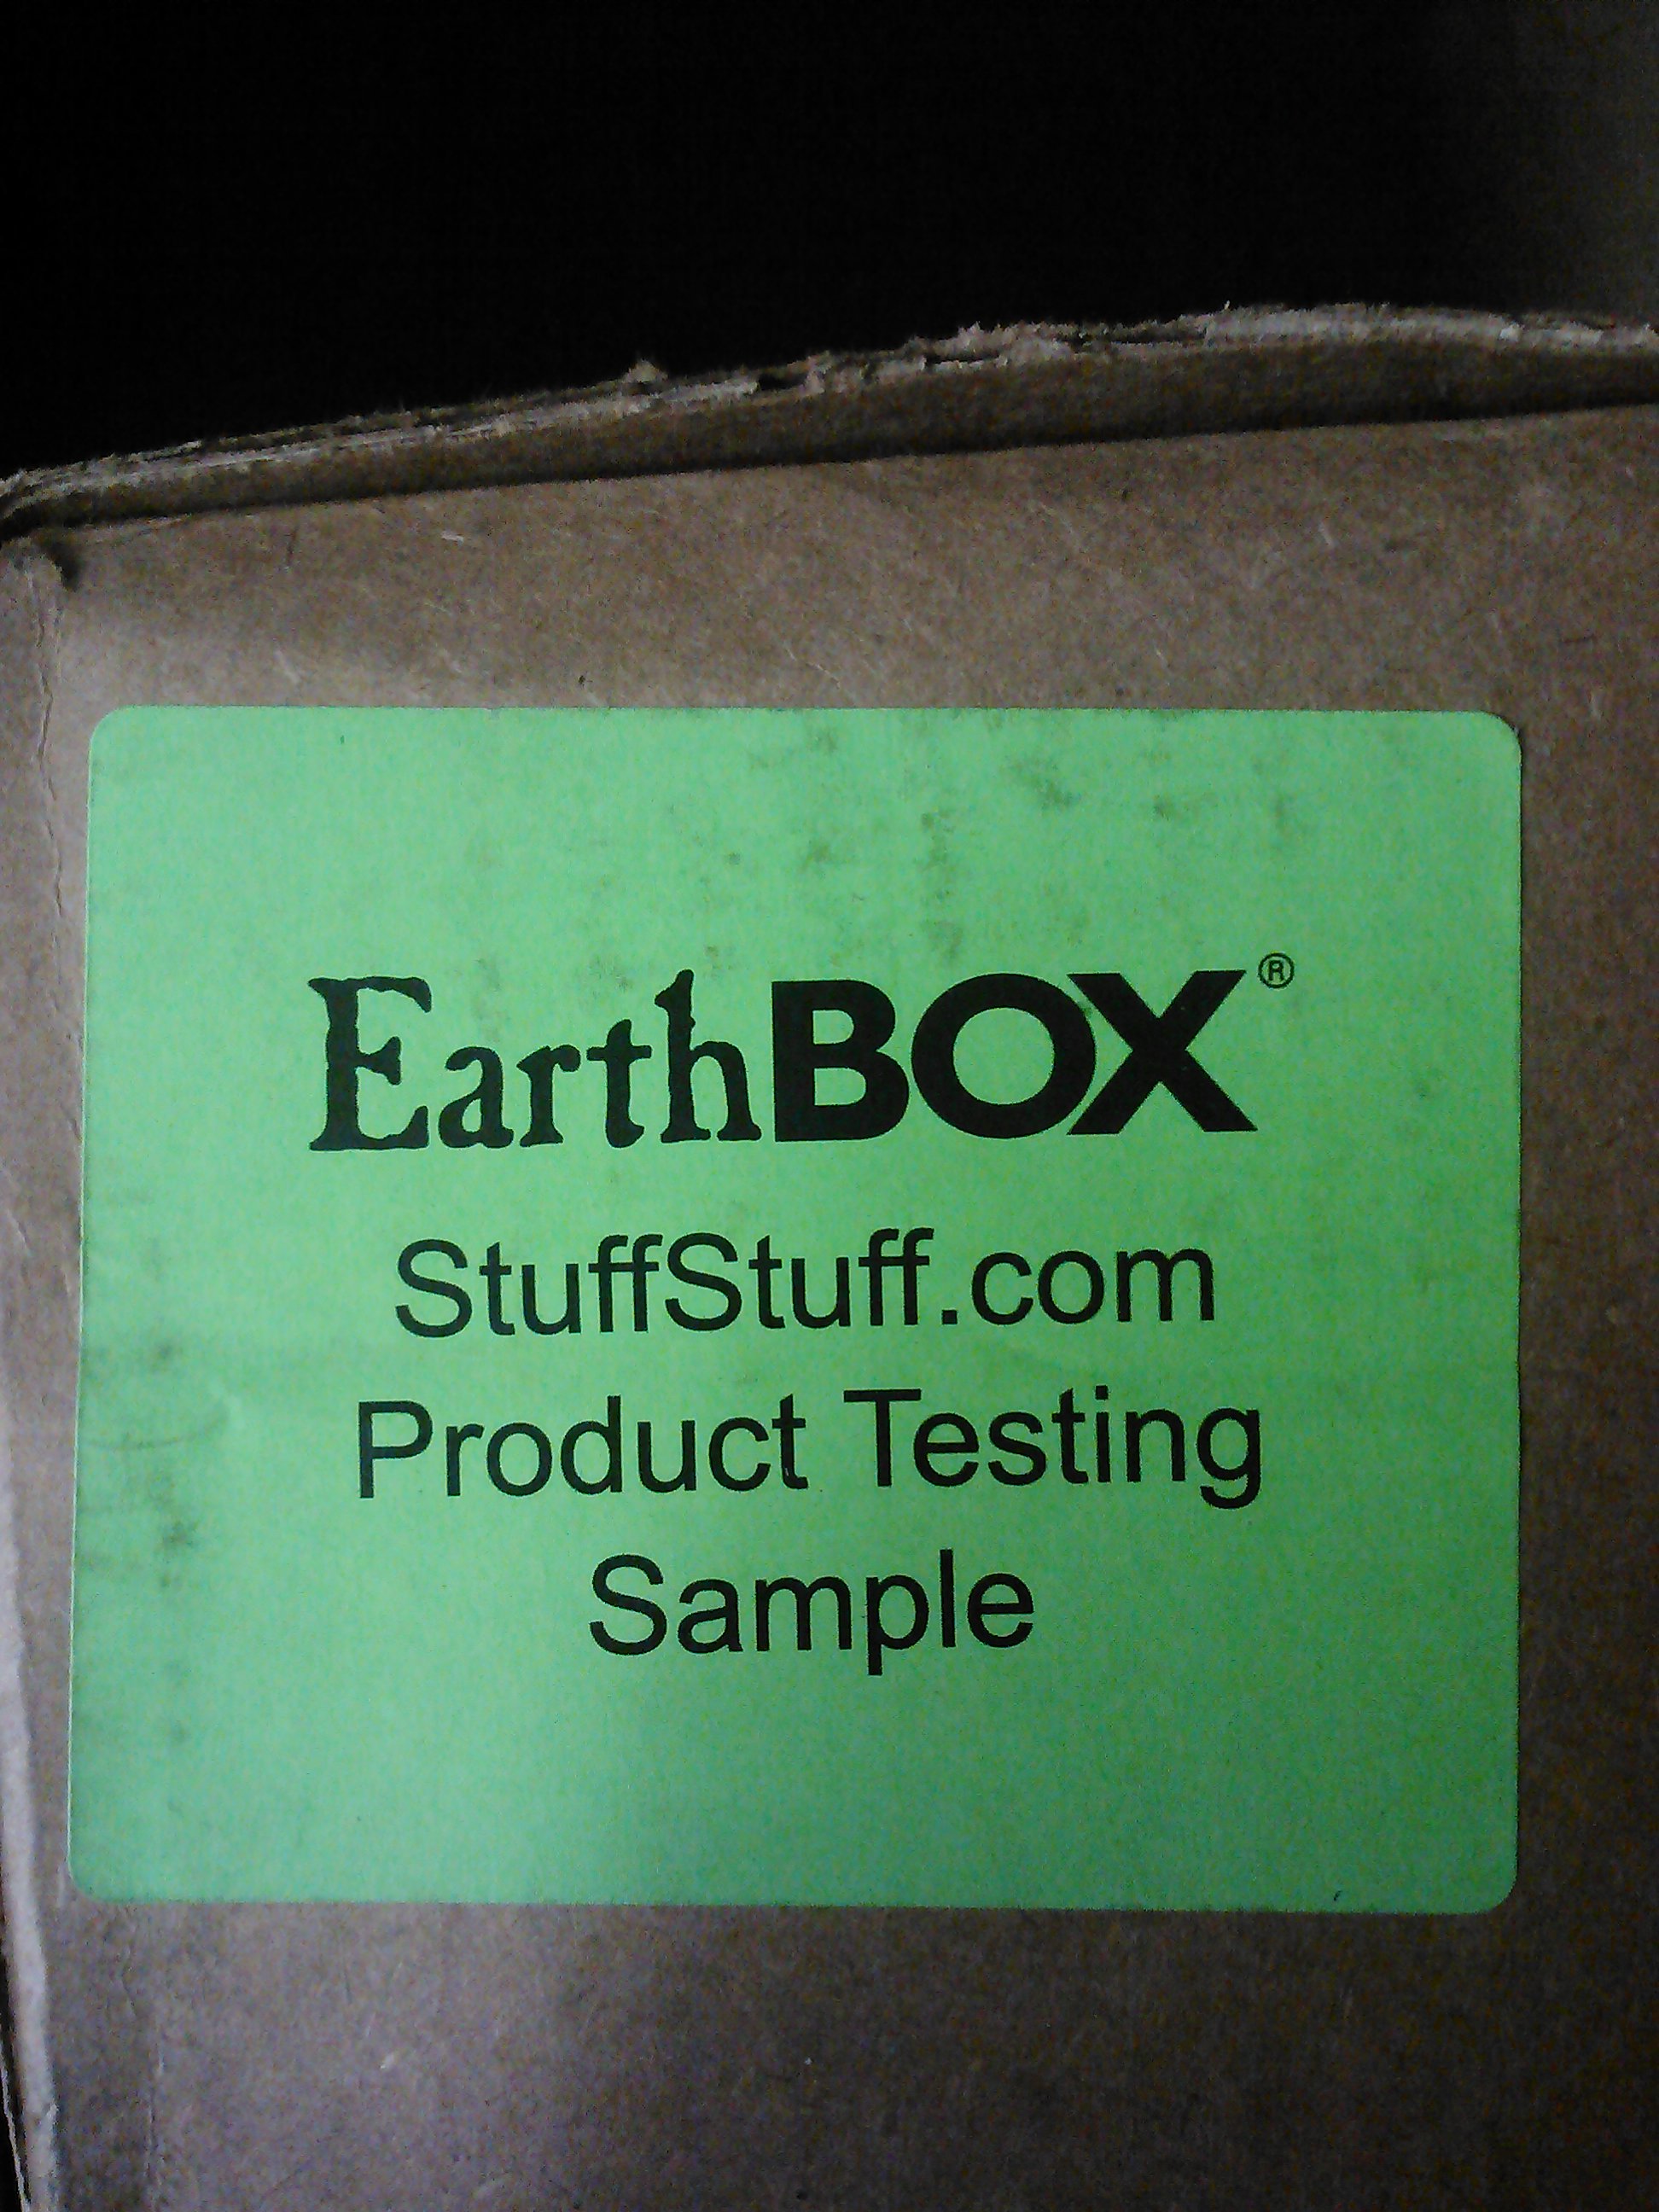 EarthBOX®
StuffStuff.com
Product Testing
Sample